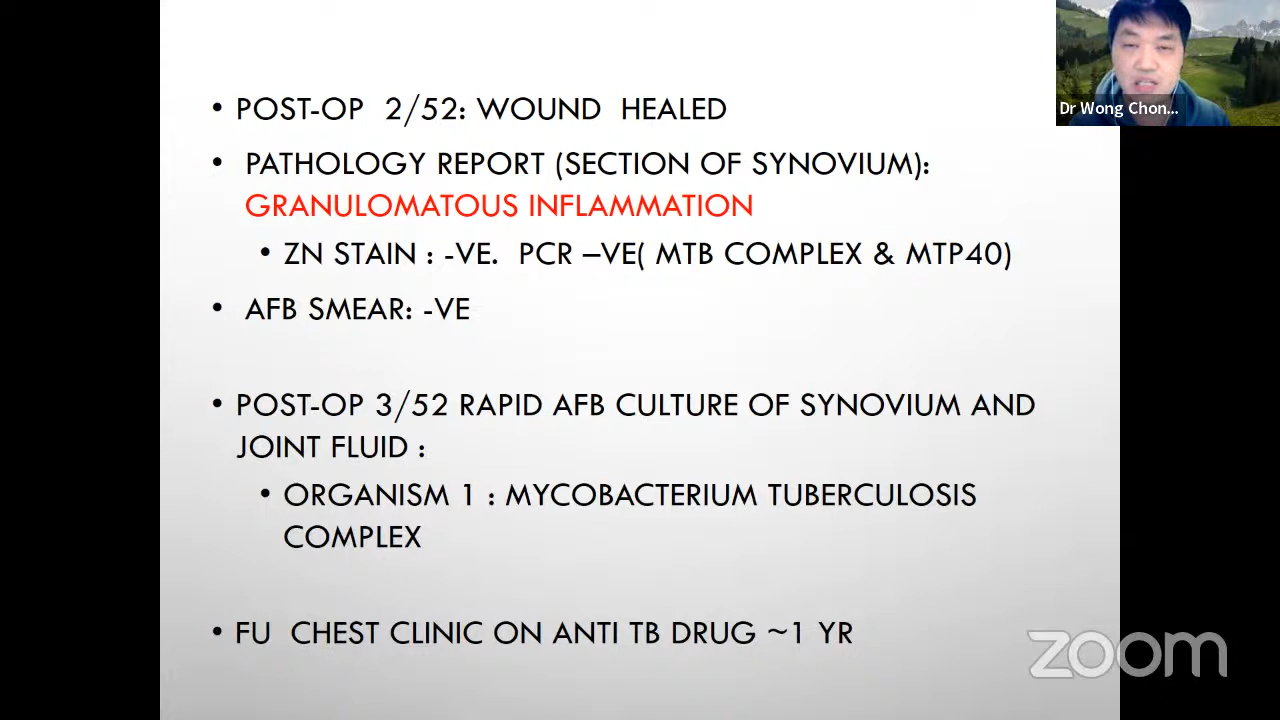 Dr Wong Chon...
• POST-OP 2/52: WOUND HEALED
• PATHOLOGY REPORT (SECTION OF SYNOVIUM):
GRANULOMATOUS INFLAMMATION
• ZN STAIN : -VE. PCR –VE( MTB COMPLEX & MTP40)
• AFB SMEAR: -VE
• POST-OP 3/52 RAPID AFB CULTURE OF SYNOVIUM AND
JOINT FLUID :
• ORGANISM 1 : MYCOBACTERIUM TUBERCULOSIS
COMPLEX
• FU CHEST CLINIC ON ANTI TB DRUG ~1 YR
zoom